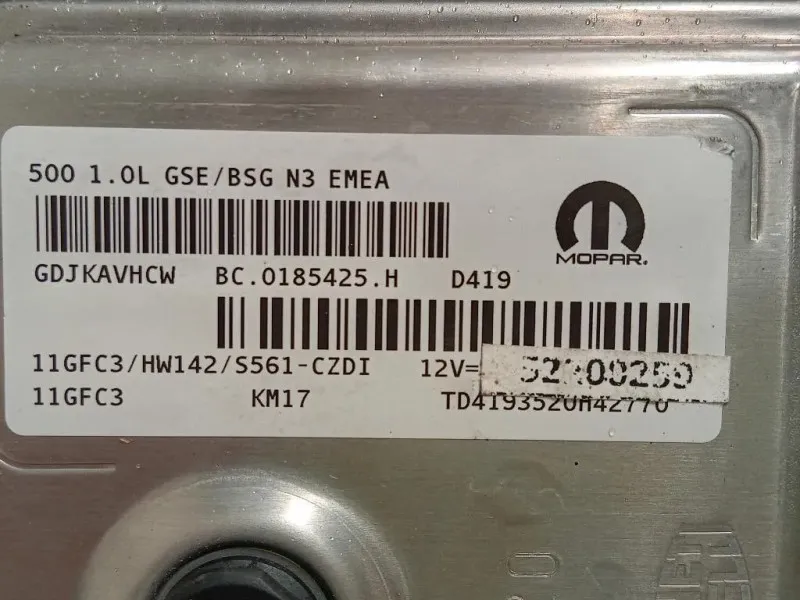 500 1.0L GSE/BSG N3 EMEA
MOPAR.
GDJKAVHCW BC.0185425.H D419
11GFC3/HW142/S561-CZDI 12V=
11GFC3 KM17 TD4193520H42770